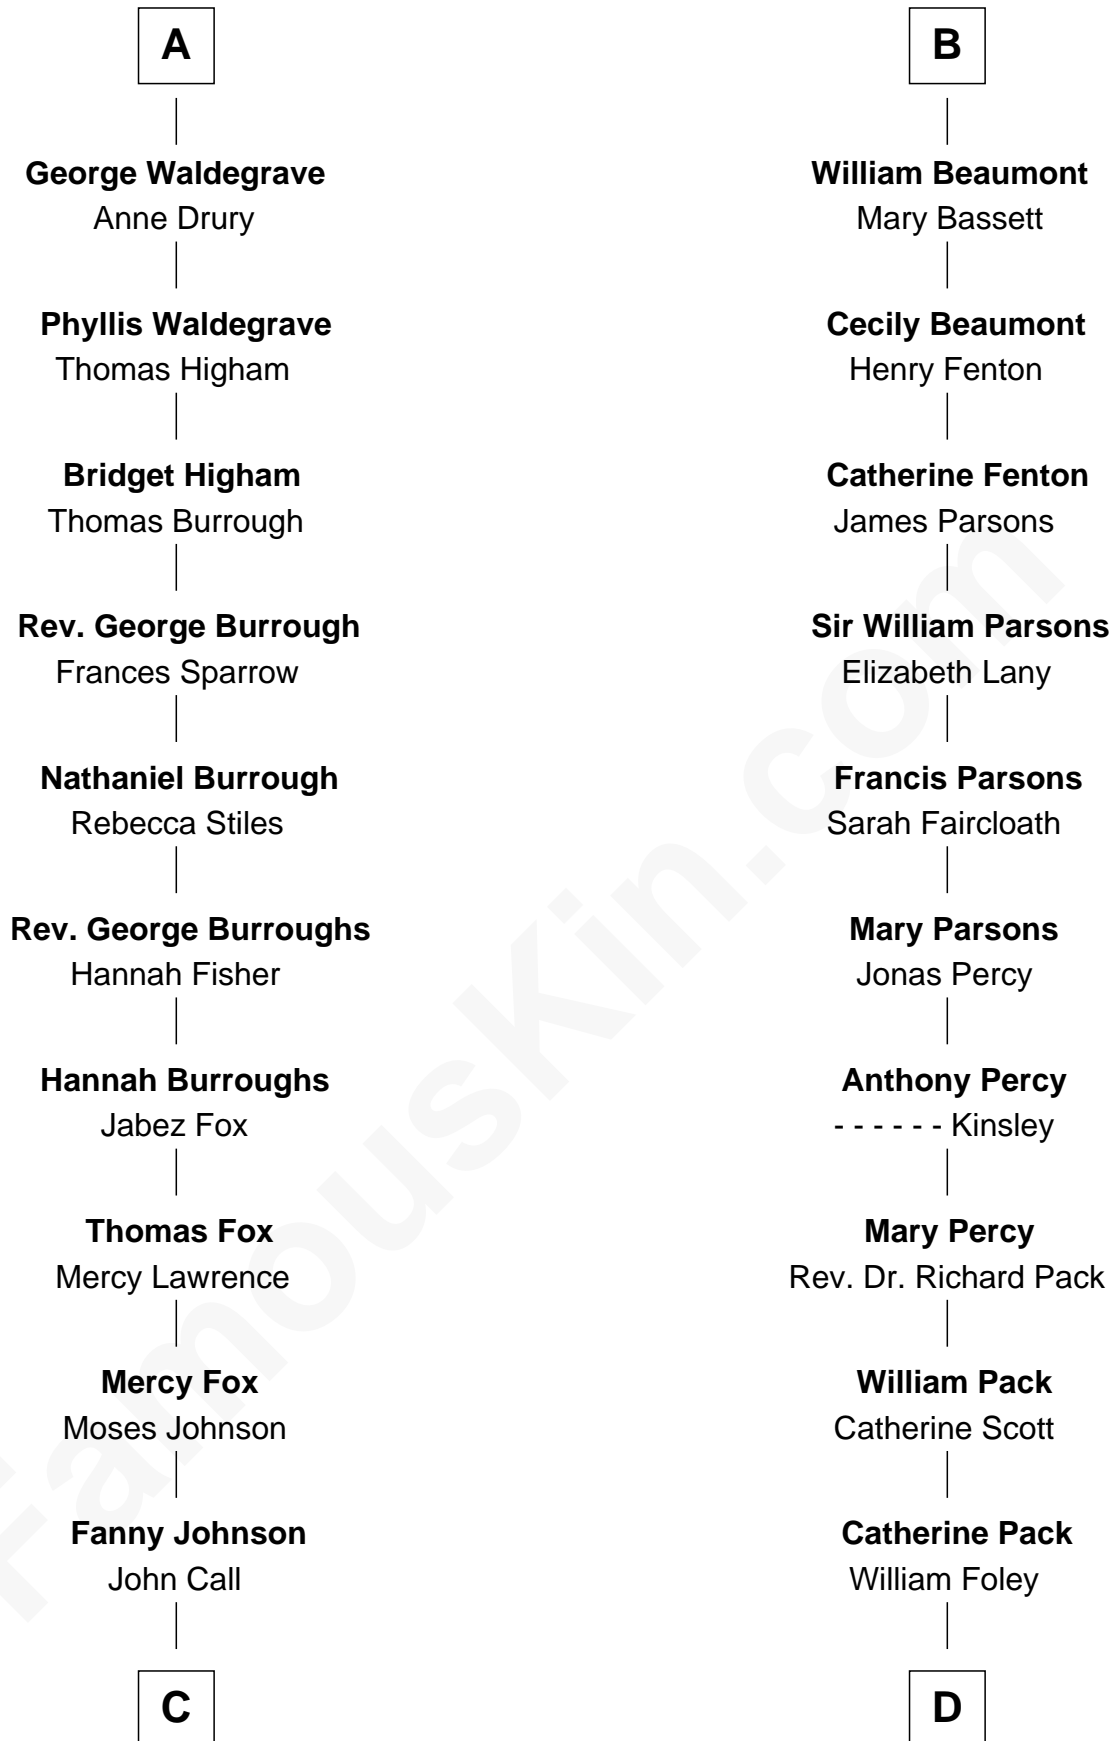 A
George Waldegrave
Anne Drury
Phyllis Waldegrave
Thomas Higham
Bridget Higham
Thomas Burrough
Rev. George Burrough
Frances Sparrow
Nathaniel Burrough
Rebecca Stiles
Rev. George Burroughs
Hannah Fisher
Hannah Burroughs
Jabez Fox
Thomas Fox
Mercy Lawrence
Mercy Fox
Moses Johnson
Fanny Johnson
John Call
C
B
William Beaumont
Mary Bassett
Cecily Beaumont
Henry Fenton
Catherine Fenton
James Parsons
Sir William Parsons
Elizabeth Lany
Francis Parsons
Sarah Faircloath
Mary Parsons
Jonas Percy
Anthony Percy
- - - - - - Kinsley
Mary Percy
Rev. Dr. Richard Pack
William Pack
Catherine Scott
Catherine Pack
William Foley
D
FamousKin.com